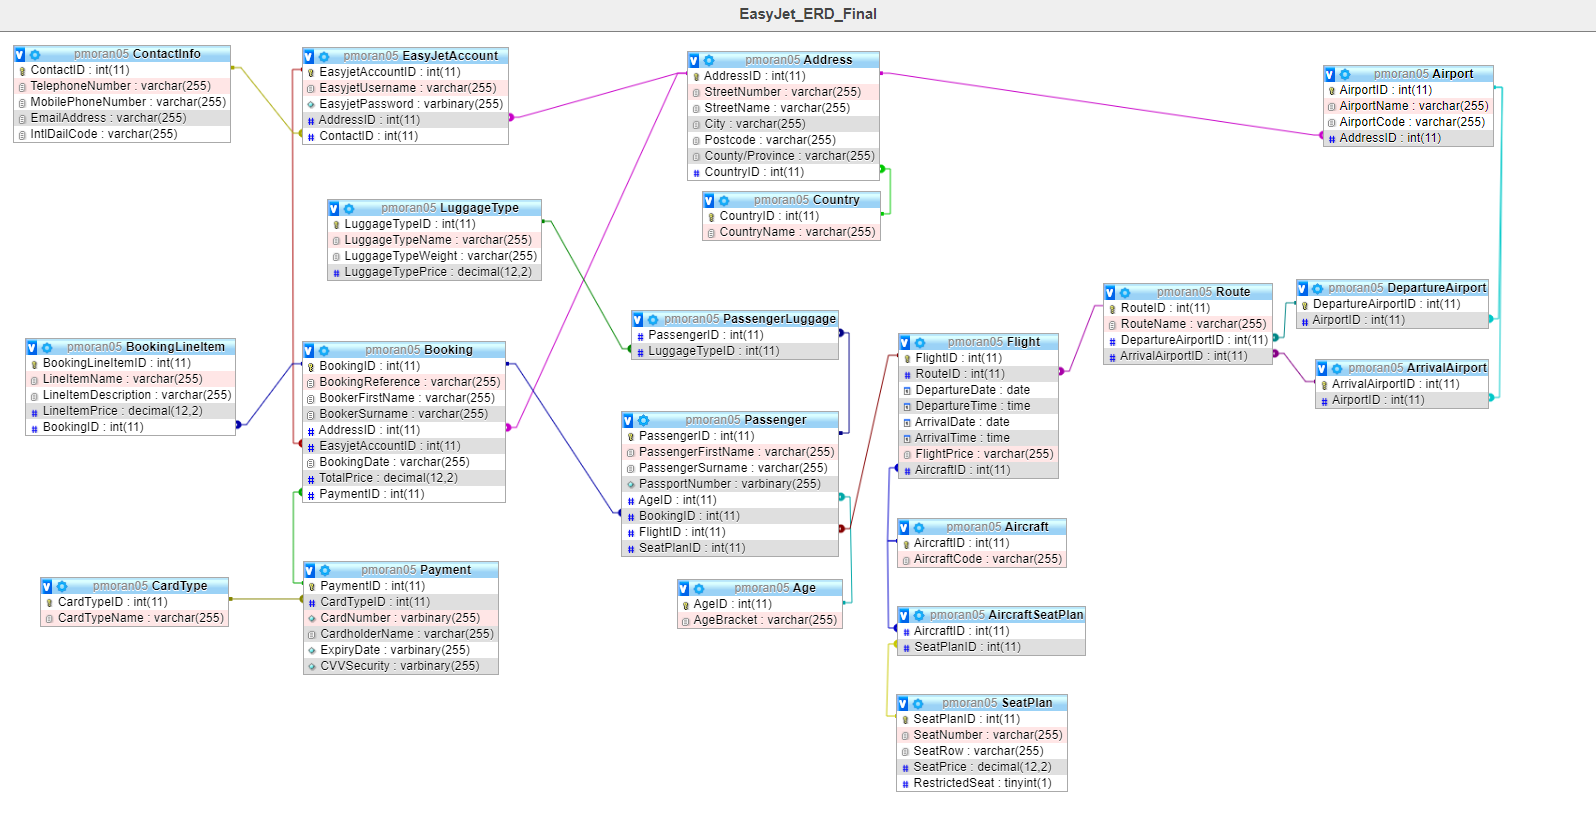 EasyJet_ERD_Final
pmoran05 ContactInfo
ContactID : int(11)
TelephoneNumber : varchar(255)
MobilePhoneNumber : varchar(255)
EmailAddress : varchar(255)
IntlDailCode : varchar(255)
pmoran05 EasyJetAccount
EasyjetAccountID : int(11)
EasyjetUsername : varchar(255)
EasyjetPassword : varbinary(255)
AddressID : int(11)
ContactID : int(11)
pmoran05 Address
AddressID : int(11)
StreetNumber : varchar(255)
StreetName : varchar(255)
City : varchar(255)
Postcode : varchar(255)
County/Province : varchar(255)
CountryID : int(11)
pmoran05 Airport
AirportID : int(11)
AirportName : varchar(255)
AirportCode : varchar(255)
AddressID : int(11)
pmoran05 Country
CountryID : int(11)
CountryName : varchar(255)
pmoran05 LuggageType
LuggageTypeID : int(11)
LuggageTypeName : varchar(255)
LuggageTypeWeight : varchar(255)
LuggageTypePrice : decimal(12,2)
pmoran05 PassengerLuggage
PassengerID : int(11)
LuggageTypeID : int(11)
pmoran05 Route
RouteID : int(11)
RouteName : varchar(255)
DepartureAirportID : int(11)
ArrivalAirportID : int(11)
pmoran05 DepartureAirport
DepartureAirportID : int(11)
AirportID : int(11)
pmoran05 ArrivalAirport
ArrivalAirportID : int(11)
AirportID : int(11)
pmoran05 BookingLineItem
BookingLineItemID : int(11)
LineItemName : varchar(255)
LineItemDescription : varchar(255)
LineItemPrice : decimal(12,2)
BookingID : int(11)
pmoran05 Booking
BookingID : int(11)
BookingReference : varchar(255)
BookerFirstName : varchar(255)
BookerSurname : varchar(255)
AddressID : int(11)
EasyjetAccountID : int(11)
BookingDate : varchar(255)
TotalPrice : decimal(12,2)
PaymentID : int(11)
pmoran05 Passenger
PassengerID : int(11)
PassengerFirstName : varchar(255)
PassengerSurname : varchar(255)
PassportNumber : varbinary(255)
AgeID : int(11)
BookingID : int(11)
FlightID : int(11)
SeatPlanID : int(11)
pmoran05 Flight
FlightID : int(11)
RouteID : int(11)
DepartureDate : date
DepartureTime : time
ArrivalDate : date
ArrivalTime : time
FlightPrice : varchar(255)
AircraftID : int(11)
pmoran05 Aircraft
AircraftID : int(11)
AircraftCode : varchar(255)
pmoran05 CardType
CardTypeID : int(11)
CardTypeName : varchar(255)
pmoran05 Payment
PaymentID : int(11)
CardTypeID : int(11)
CardNumber : varbinary(255)
CardholderName : varchar(255)
ExpiryDate : varbinary(255)
CVVSecurity : varbinary(255)
pmoran05 Age
AgeID : int(11)
AgeBracket : varchar(255)
pmoran05 AircraftSeatPlan
AircraftID : int(11)
SeatPlanID : int(11)
pmoran05 SeatPlan
SeatPlanID : int(11)
SeatNumber : varchar(255)
SeatRow : varchar(255)
SeatPrice : decimal(12,2)
RestrictedSeat : tinyint(1)